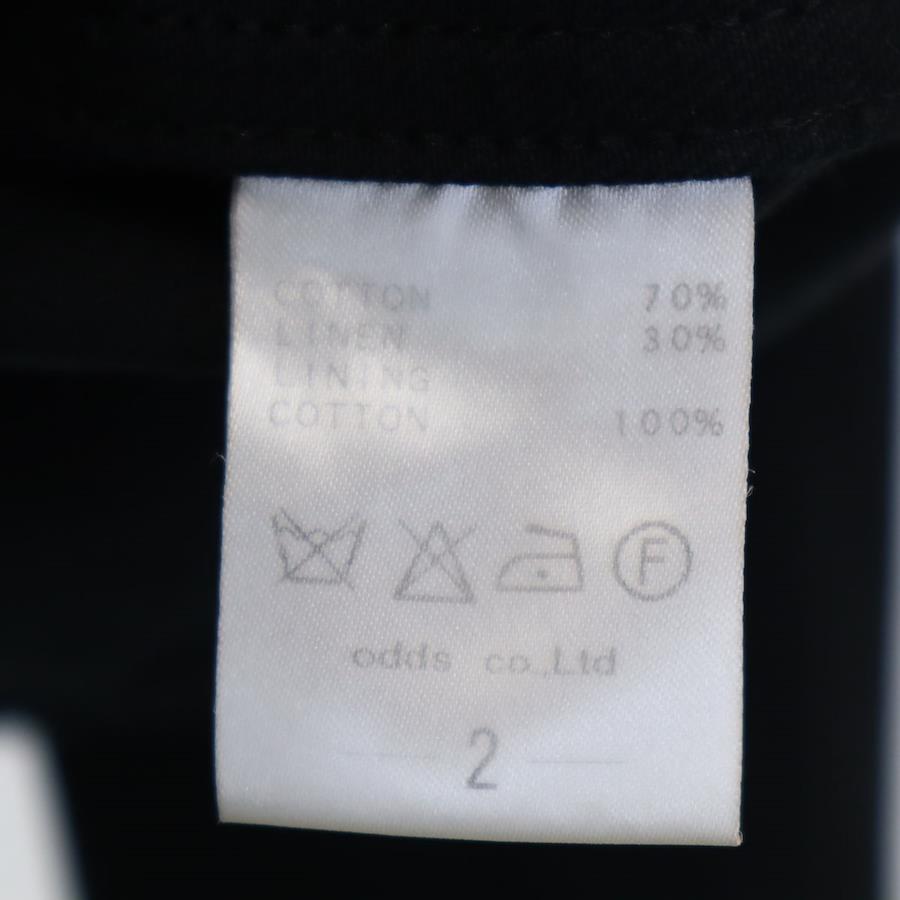 COTTON 70%
LINEN 30%
LINING
COTTON 100%
F
odds co.,Ltd
2